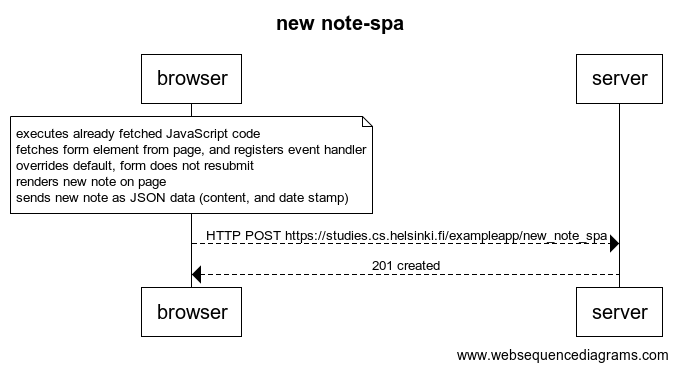 new note-spa
browser
server
executes already fetched JavaScript code
fetches form element from page, and registers event handler
overrides default, form does not resubmit
renders new note on page
sends new note as JSON data (content, and date stamp)
HTTP POST https://studies.cs.helsinki.fi/exampleapp/new_note_spa
201 created
browser
server
www.websequencediagrams.com